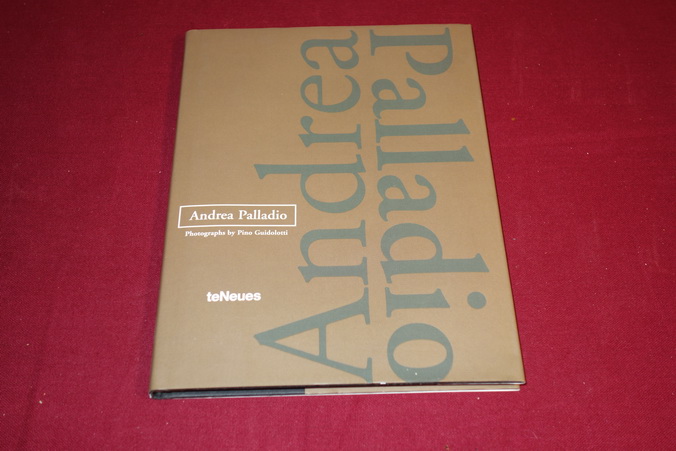 Andrea
Palladio
Andrea Palladio
Photographs by Pino Guidolotti
teNeues